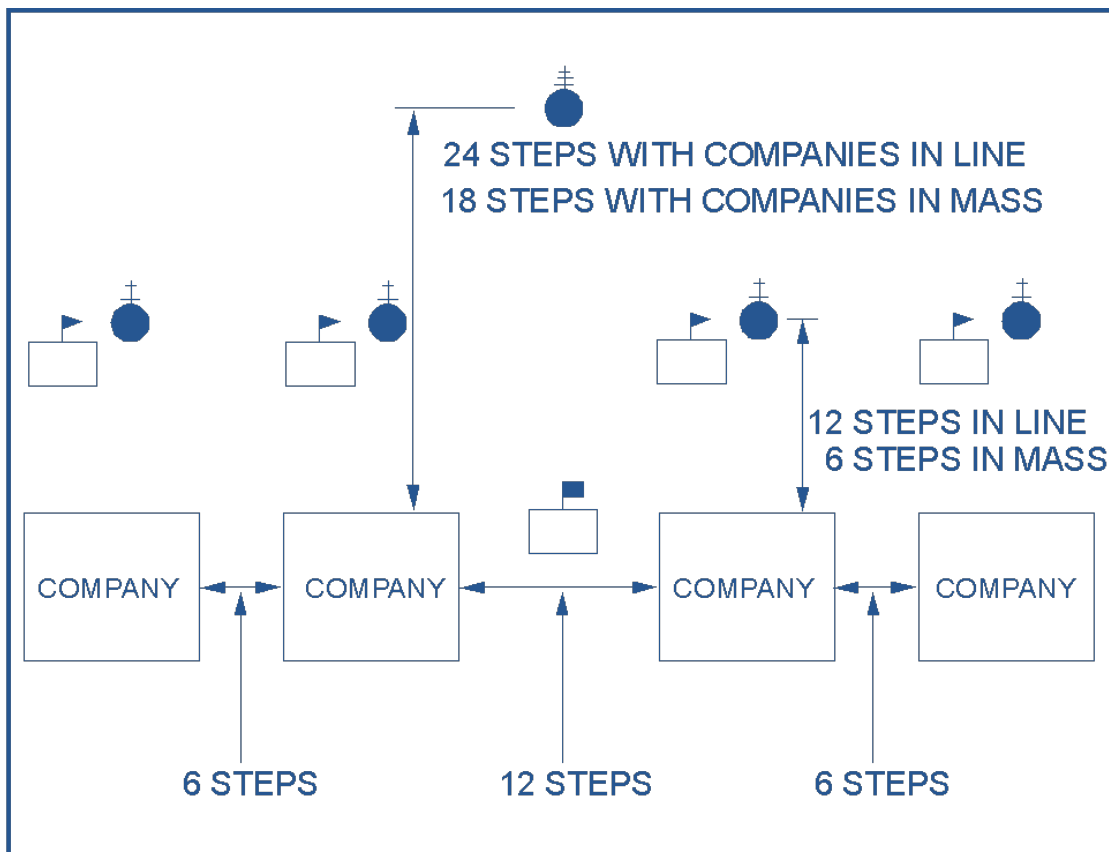 24 STEPS WITH COMPANIES IN LINE
18 STEPS WITH COMPANIES IN MASS
12 STEPS IN LINE
6 STEPS IN MASS
COMPANY
COMPANY
COMPANY
COMPANY
6 STEPS
12 STEPS
6 STEPS